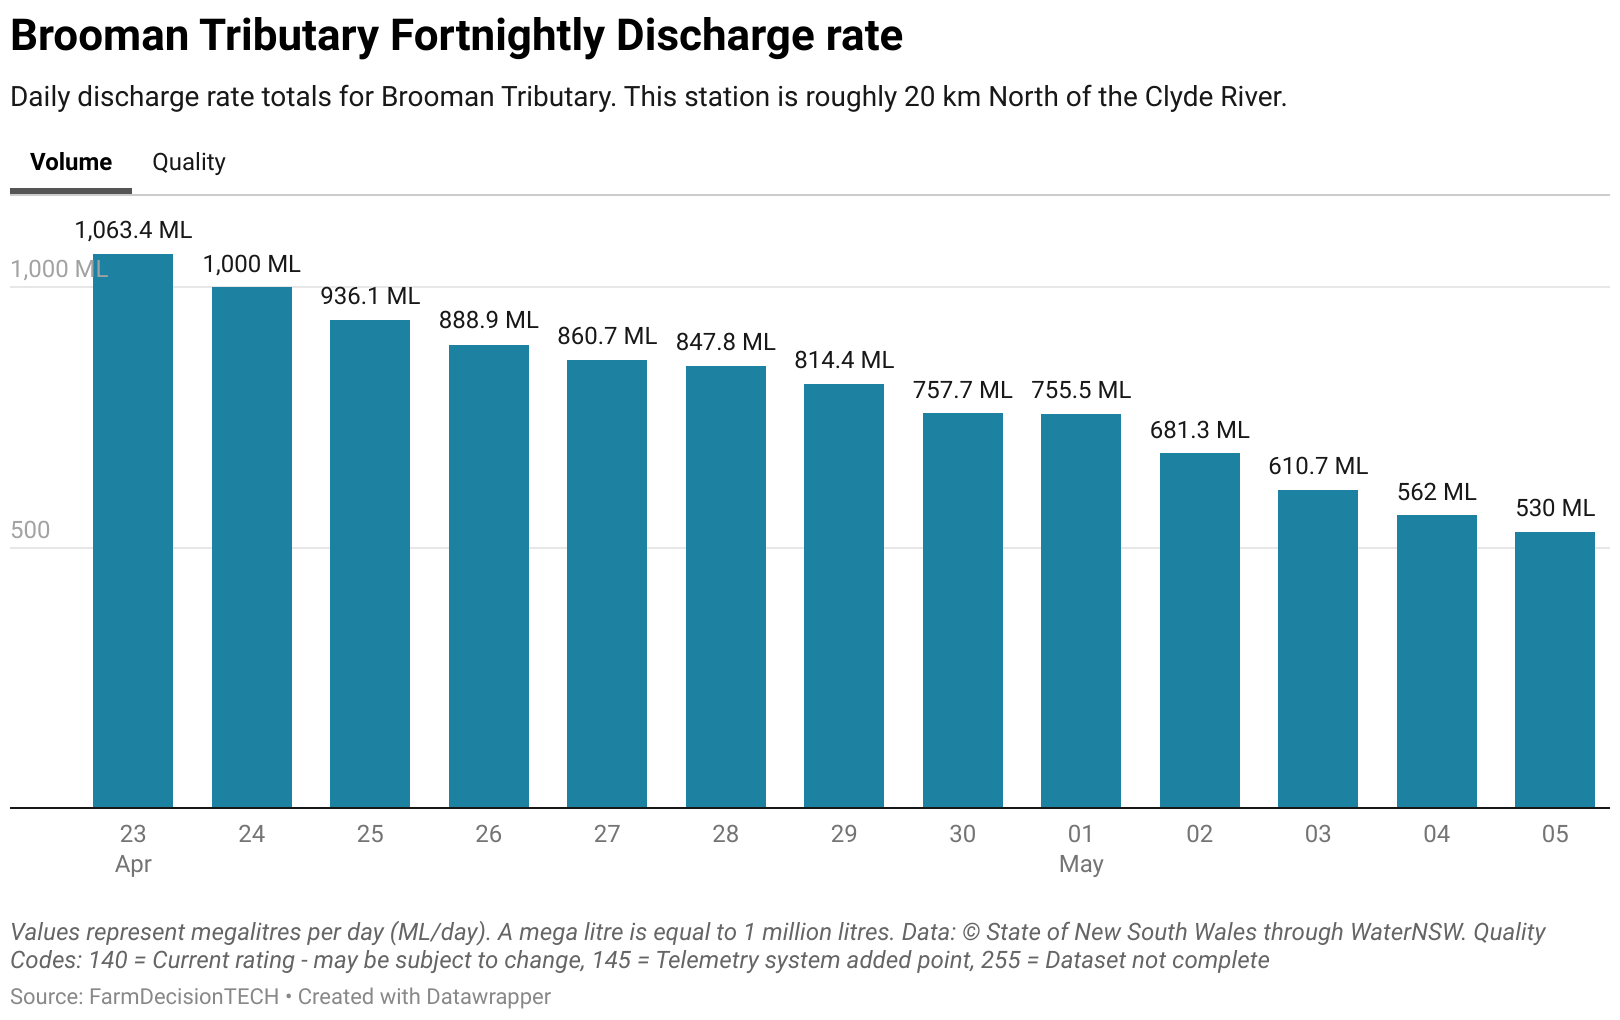 Brooman Tributary Fortnightly Discharge rate
Daily discharge rate totals for Brooman Tributary. This station is roughly 20 km North of the Clyde River.
Volume Quality
1,063.4 ML
1,000 ML
1,000 ML
936.1 ML
888.9 ML
860.7 ML
847.8 ML
814.4 ML
757.7 ML
755.5 ML
681.3 ML
610.7 ML
562 ML
530 ML
500
23 24 25 26 27 28 29 30 01 02 03 04 05
Apr May
Values represent megalitres per day (ML/day). A mega litre is equal to 1 million litres. Data: © State of New South Wales through WaterNSW. Quality
Codes: 140 = Current rating - may be subject to change, 145 = Telemetry system added point, 255 = Dataset not complete
Source: FarmDecisionTECH • Created with Datawrapper